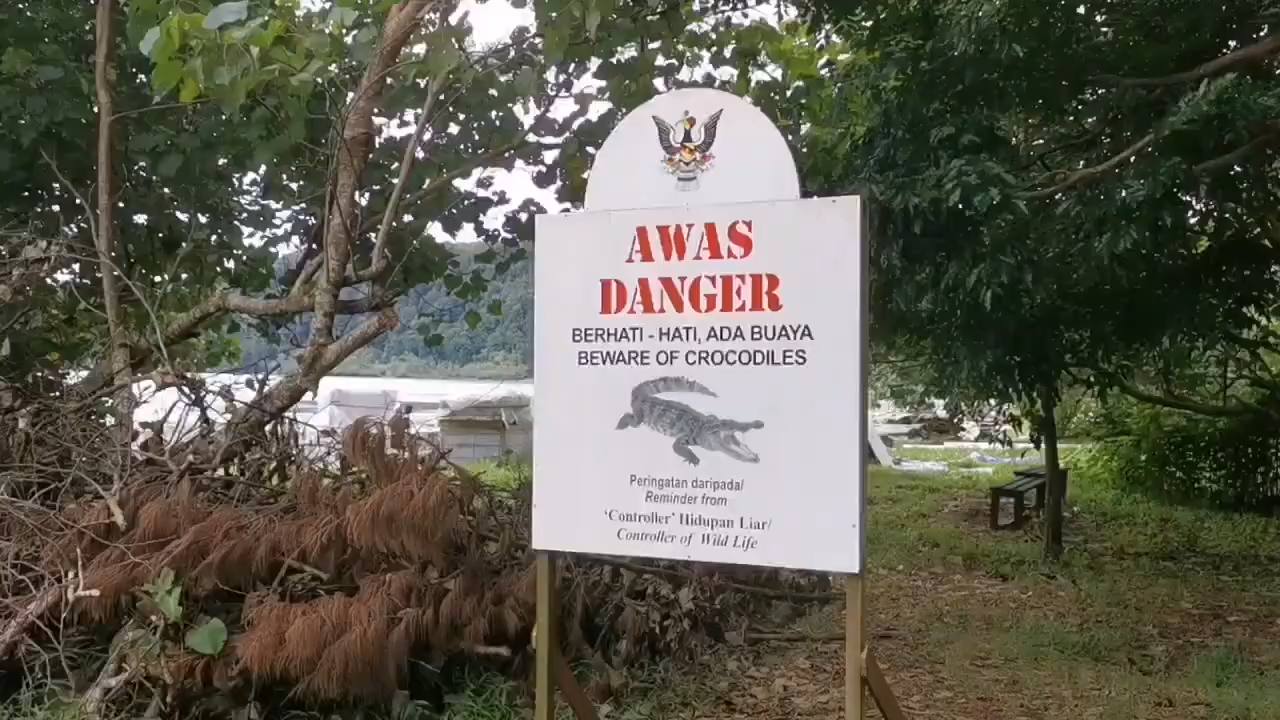 AWAS
DANGER
BERHATI - HATI, ADA BUAYA
BEWARE OF CROCODILES
Peringatan daripada/
Reminder from
‘Controller’ Hidupan Liar/
Controller of Wild Life